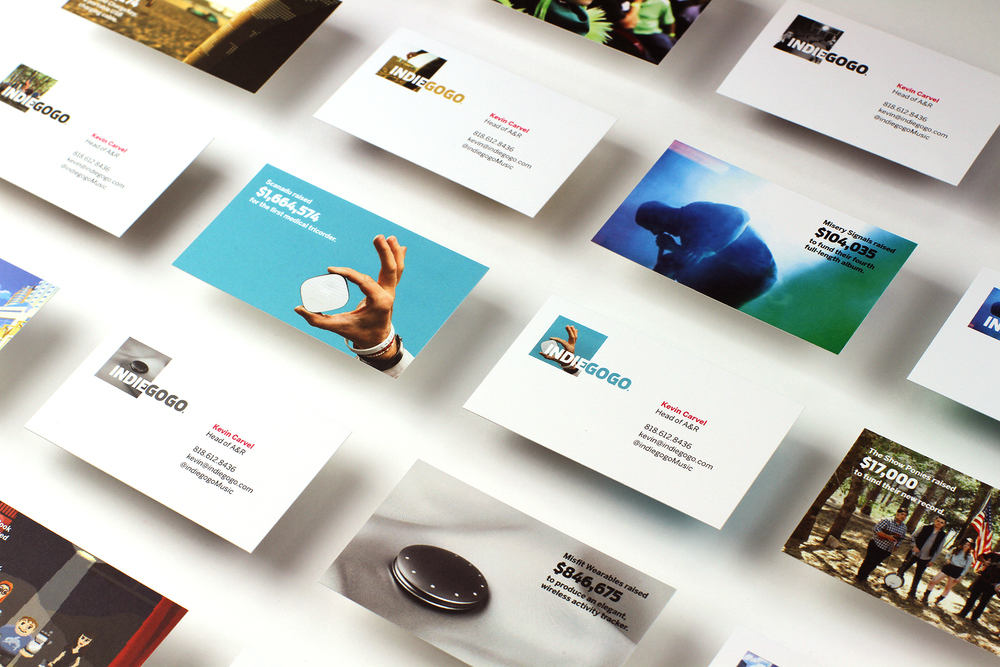 INDIEGOGO.
Kevin Carvel
Head of A&R
818.612.8436
kevin@indiegogo.com
@indiegogoMusic
INDIEGOGO.
Kevin Carvel
Head of A&R
818.612.8436
kevin@indiegogo.com
@indiegogoMusic
INDIEGOGO.
Kevin Carvel
Head of A&R
818.612.8436
kevin@indiegogo.com
@indiegogoMusic
Scanadu raised
$1,664,574
for the first medical tricorder.
Misery Signals raised
$104,035
to fund their fourth
full-length album.
IN
INDIEGOGO.
Kevin Carvel
Head of A&R
818.612.8436
kevin@indiegogo.com
@indiegogoMusic
INDIEGOGO.
Kevin Carvel
Head of A&R
818.612.8436
kevin@indiegogo.com
@indiegogoMusic
The Show Ponies raised
$17,000
to fund their new record.
Misfit Wearables raised
$846,675
to produce an elegant,
wireless activity tracker.